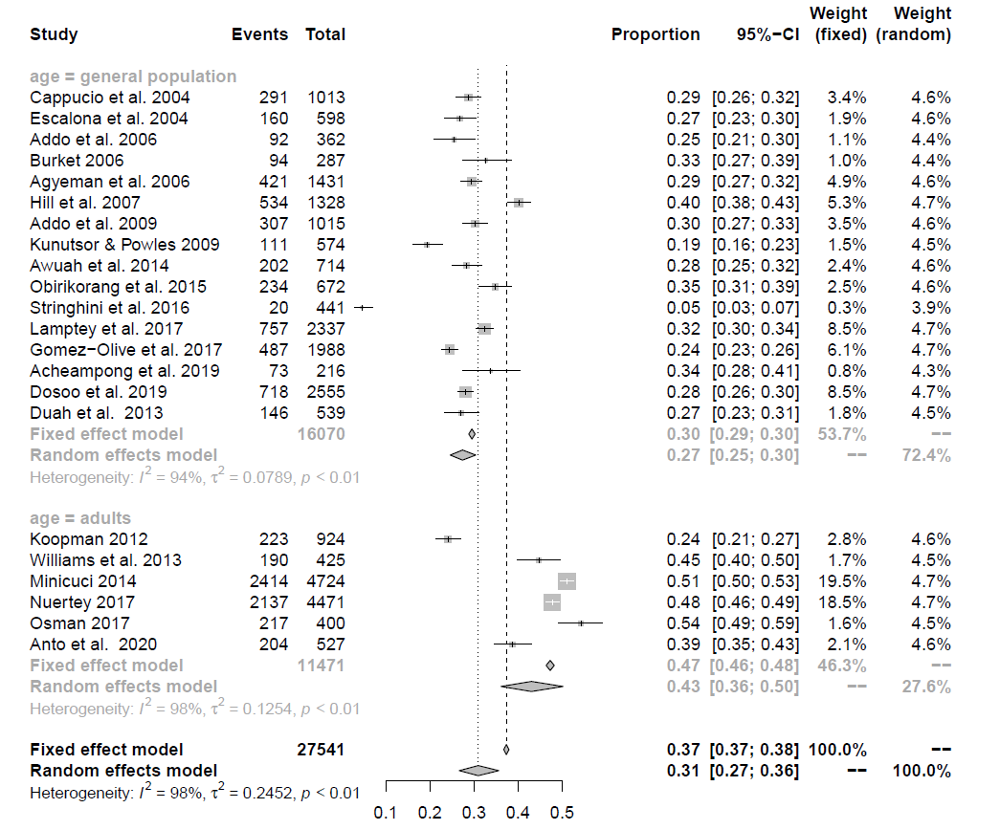 Weight Weight
Study Events Total Proportion 95%−CI (fixed) (random)
age = general population
Cappucio et al. 2004 291 1013 0.29 [0.26; 0.32] 3.4% 4.6%
Escalona et al. 2004 160 598 0.27 [0.23; 0.30] 1.9% 4.6%
Addo et al. 2006 92 362 0.25 [0.21; 0.30] 1.1% 4.4%
Burket 2006 94 287 0.33 [0.27; 0.39] 1.0% 4.4%
Agyeman et al. 2006 421 1431 0.29 [0.27; 0.32] 4.9% 4.6%
Hill et al. 2007 534 1328 0.40 [0.38; 0.43] 5.3% 4.7%
Addo et al. 2009 307 1015 0.30 [0.27; 0.33] 3.5% 4.6%
Kunutsor & Powles 2009 111 574 0.19 [0.16; 0.23] 1.5% 4.5%
Awuah et al. 2014 202 714 0.28 [0.25; 0.32] 2.4% 4.6%
Obirikorang et al. 2015 234 672 0.35 [0.31; 0.39] 2.5% 4.6%
Stringhini et al. 2016 20 441 0.05 [0.03; 0.07] 0.3% 3.9%
Lamptey et al. 2017 757 2337 0.32 [0.30; 0.34] 8.5% 4.7%
Gomez−Olive et al. 2017 487 1988 0.24 [0.23; 0.26] 6.1% 4.7%
Acheampong et al. 2019 73 216 0.34 [0.28; 0.41] 0.8% 4.3%
Dosoo et al. 2019 718 2555 0.28 [0.26; 0.30] 8.5% 4.7%
Duah et al. 2013 146 539 0.27 [0.23; 0.31] 1.8% 4.5%
Fixed effect model 16070 0.30 [0.29; 0.30] 53.7% −−
Random effects model 0.27 [0.25; 0.30] −− 72.4%
Heterogeneity: I² = 94%, τ² = 0.0789, p < 0.01
age = adults
Koopman 2012 223 924 0.24 [0.21; 0.27] 2.8% 4.6%
Williams et al. 2013 190 425 0.45 [0.40; 0.50] 1.7% 4.5%
Minicuci 2014 2414 4724 0.51 [0.50; 0.53] 19.5% 4.7%
Nuertey 2017 2137 4471 0.48 [0.46; 0.49] 18.5% 4.7%
Osman 2017 217 400 0.54 [0.49; 0.59] 1.6% 4.5%
Anto et al. 2020 204 527 0.39 [0.35; 0.43] 2.1% 4.6%
Fixed effect model 11471 0.47 [0.46; 0.48] 46.3% −−
Random effects model 0.43 [0.36; 0.50] −− 27.6%
Heterogeneity: I² = 98%, τ² = 0.1254, p < 0.01
Fixed effect model 27541 0.37 [0.37; 0.38] 100.0% −−
Random effects model 0.31 [0.27; 0.36] −− 100.0%
Heterogeneity: I² = 98%, τ² = 0.2452, p < 0.01
0.1 0.2 0.3 0.4 0.5